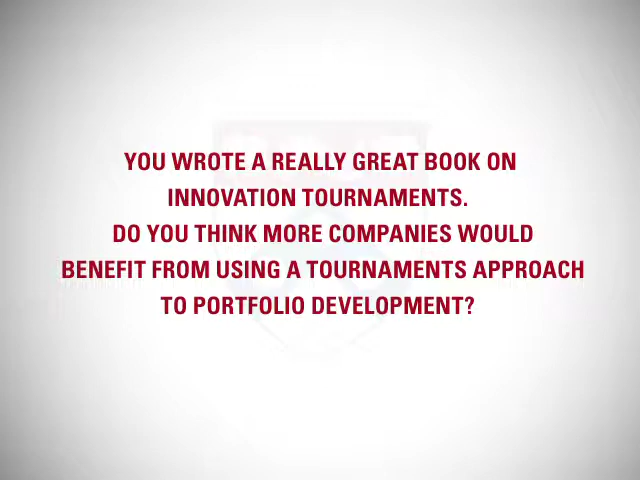 YOU WROTE A REALLY GREAT BOOK ON
INNOVATION TOURNAMENTS.
DO YOU THINK MORE COMPANIES WOULD
BENEFIT FROM USING A TOURNAMENTS APPROACH
TO PORTFOLIO DEVELOPMENT?